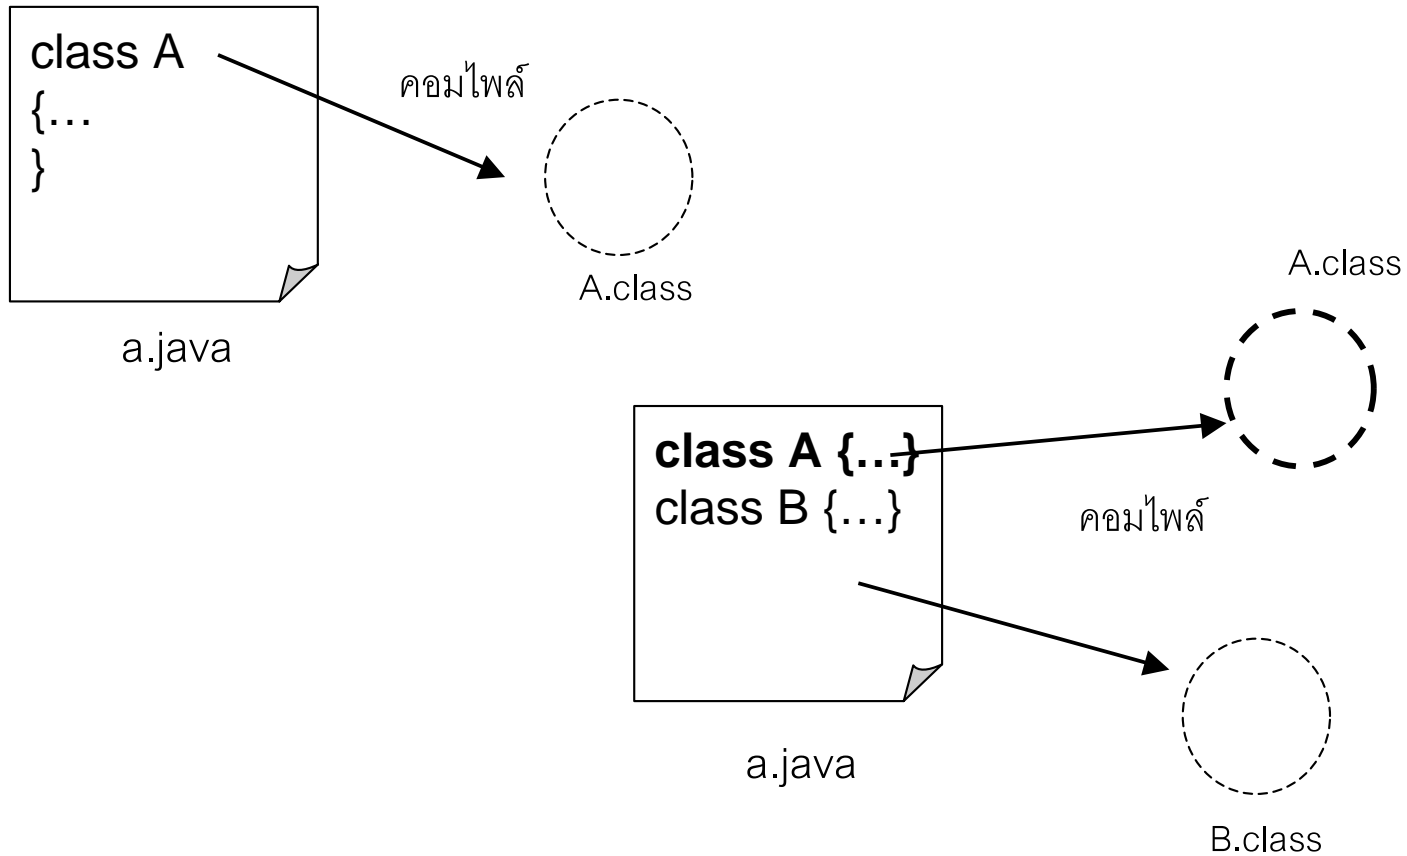 class A
{…
}
คอมไพล์
A.class
a.java
A.class
class A {…}
class B {…}
คอมไพล์
a.java
B.class